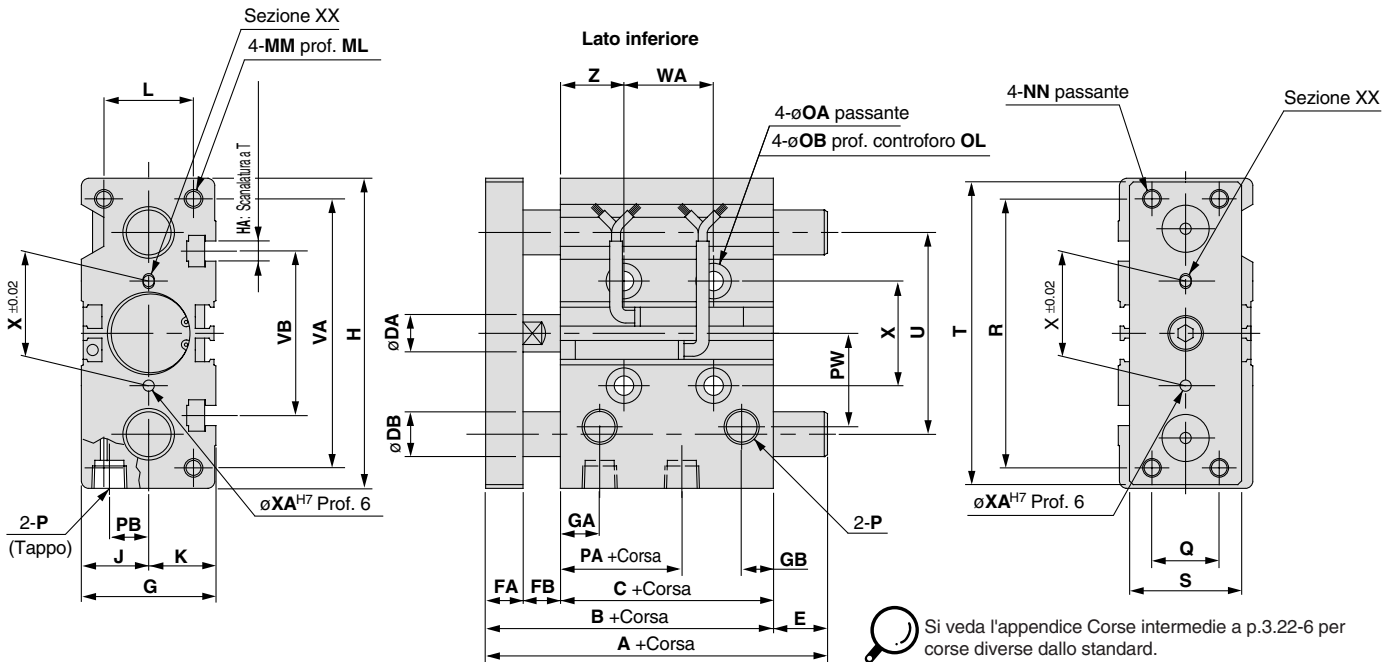 Sezione XX
4-MM prof. ML
L
HA: Scanalatura a T
X ±0.02
VB
VA
H
2-P
(Tappo)
PB
J
K
G
øXA H7 Prof. 6
Lato inferiore
Z
WA
4-øOA passante
4-øOB prof. controforo OL
øDA
øDB
PW
X
U
GA
PA +Corsa
GB
2-P
FA
FB
C +Corsa
B +Corsa
E
A +Corsa
4-NN passante
Sezione XX
T
R
X ±0.02
øXA H7 Prof. 6
Q
S
Si veda l'appendice Corse intermedie a p.3.22-6 per
corse diverse dallo standard.